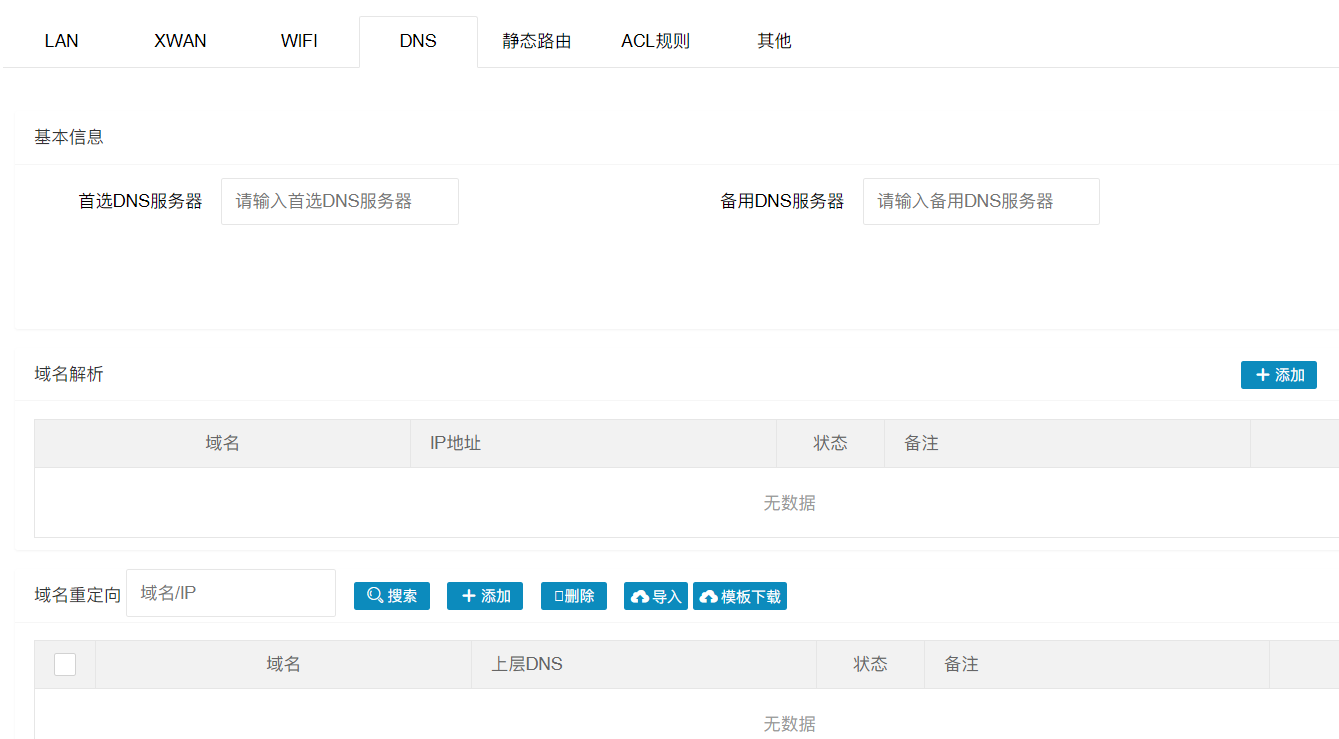 LAN XWAN WIFI DNS 静态路由 ACL规则 其他
基本信息
首选DNS服务器 请输入首选DNS服务器 备用DNS服务器 请输入备用DNS服务器
域名解析 添加
域名 IP地址 状态 备注
无数据
域名重定向 域名/IP 搜索 添加 删除 导入 模板下载
域名 上层DNS 状态 备注
无数据